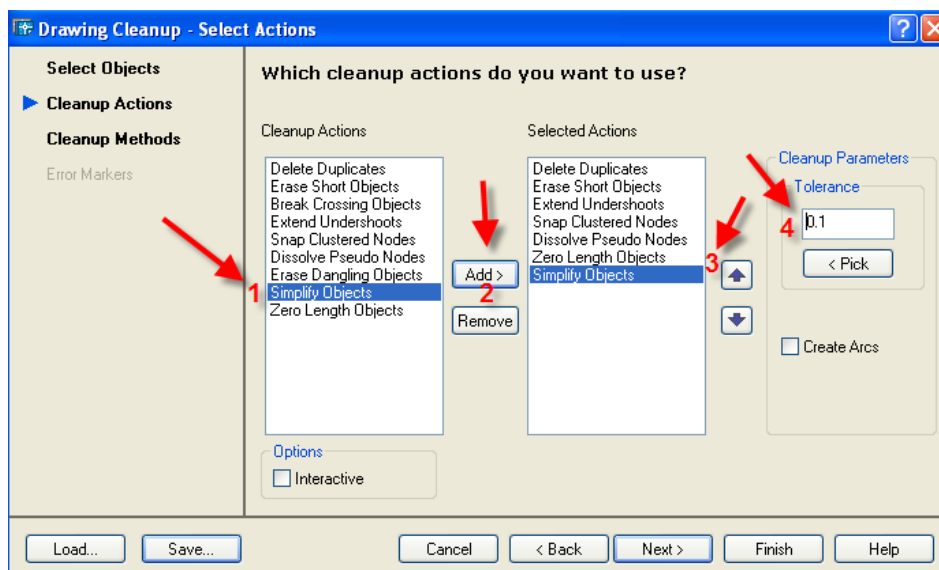 Drawing Cleanup - Select Actions
Select Objects
Cleanup Actions
Cleanup Methods
Error Markers
Which cleanup actions do you want to use?
Cleanup Actions
Delete Duplicates
Erase Short Objects
Break Crossing Objects
Extend Undershoots
Snap Clustered Nodes
Dissolve Pseudo Nodes
Erase Dangling Objects
Simplify Objects
Zero Length Objects
1
Add >
2
Remove
Selected Actions
Delete Duplicates
Erase Short Objects
Extend Undershoots
Snap Clustered Nodes
Dissolve Pseudo Nodes
Zero Length Objects
Simplify Objects
3
Cleanup Parameters
Tolerance
4
0.1
< Pick
Create Arcs
Options
Interactive
Load...
Save...
Cancel
< Back
Next >
Finish
Help